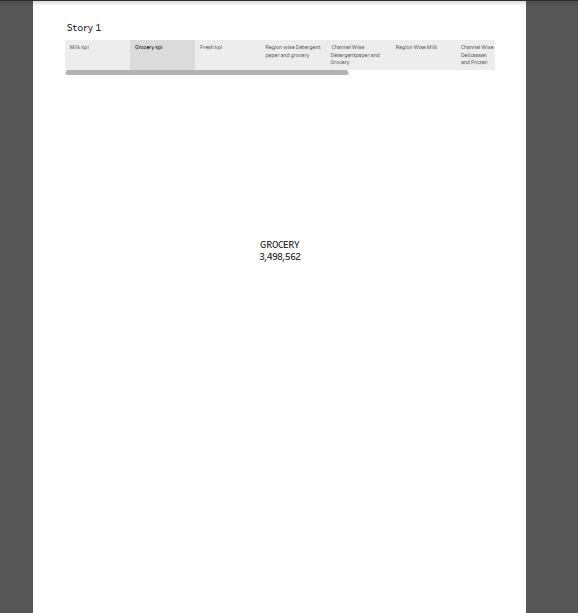 Story 1
Milk kpi
Grocery kpi
Fresh kpi
Region wise Detergent
paper and grocery
Channel Wise
Detergentpaper and
Grocery
Region Wise Milk
Channel Wise
Delicassen
and Frozen
GROCERY
3,498,562